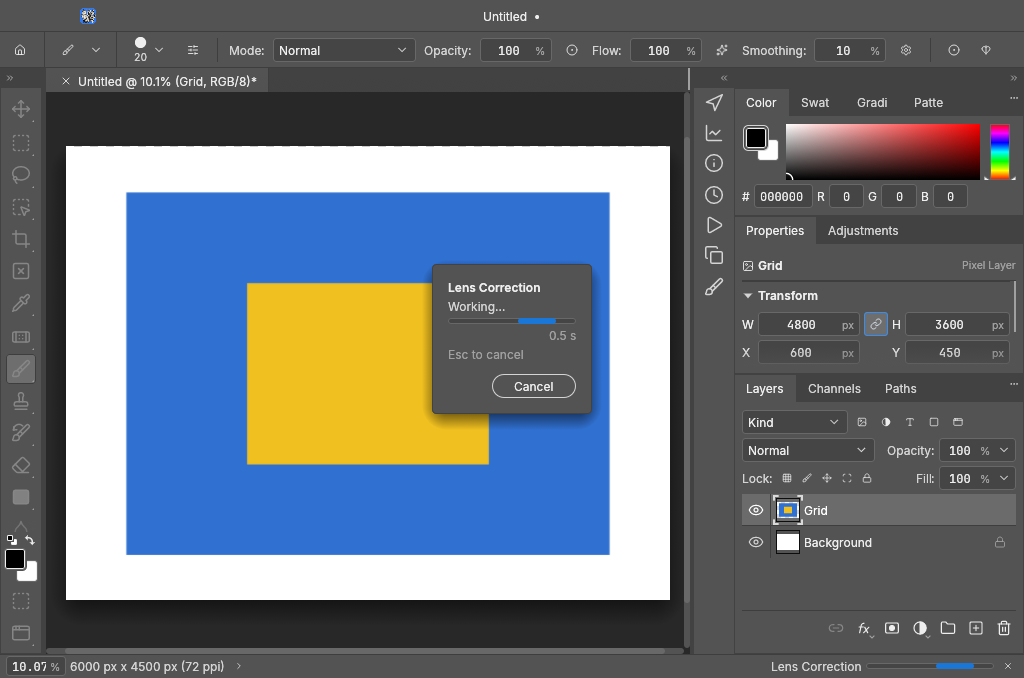 Untitled •
20
Mode: Normal
Opacity: 100 %
Flow: 100 %
Smoothing: 10 %
Untitled @ 10.1% (Grid, RGB/8)*
Color Swat Gradi Patte
# 000000 R 0 G 0 B 0
Properties Adjustments
Grid Pixel Layer
Transform
W 4800 px H 3600 px
X 600 px Y 450 px
Lens Correction
Working...
0.5 s
Esc to cancel
Cancel
Layers Channels Paths
Kind
Normal Opacity: 100 %
Lock: Fill: 100 %
Grid
Background
fx
10.07 % 6000 px x 4500 px (72 ppi)
Lens Correction